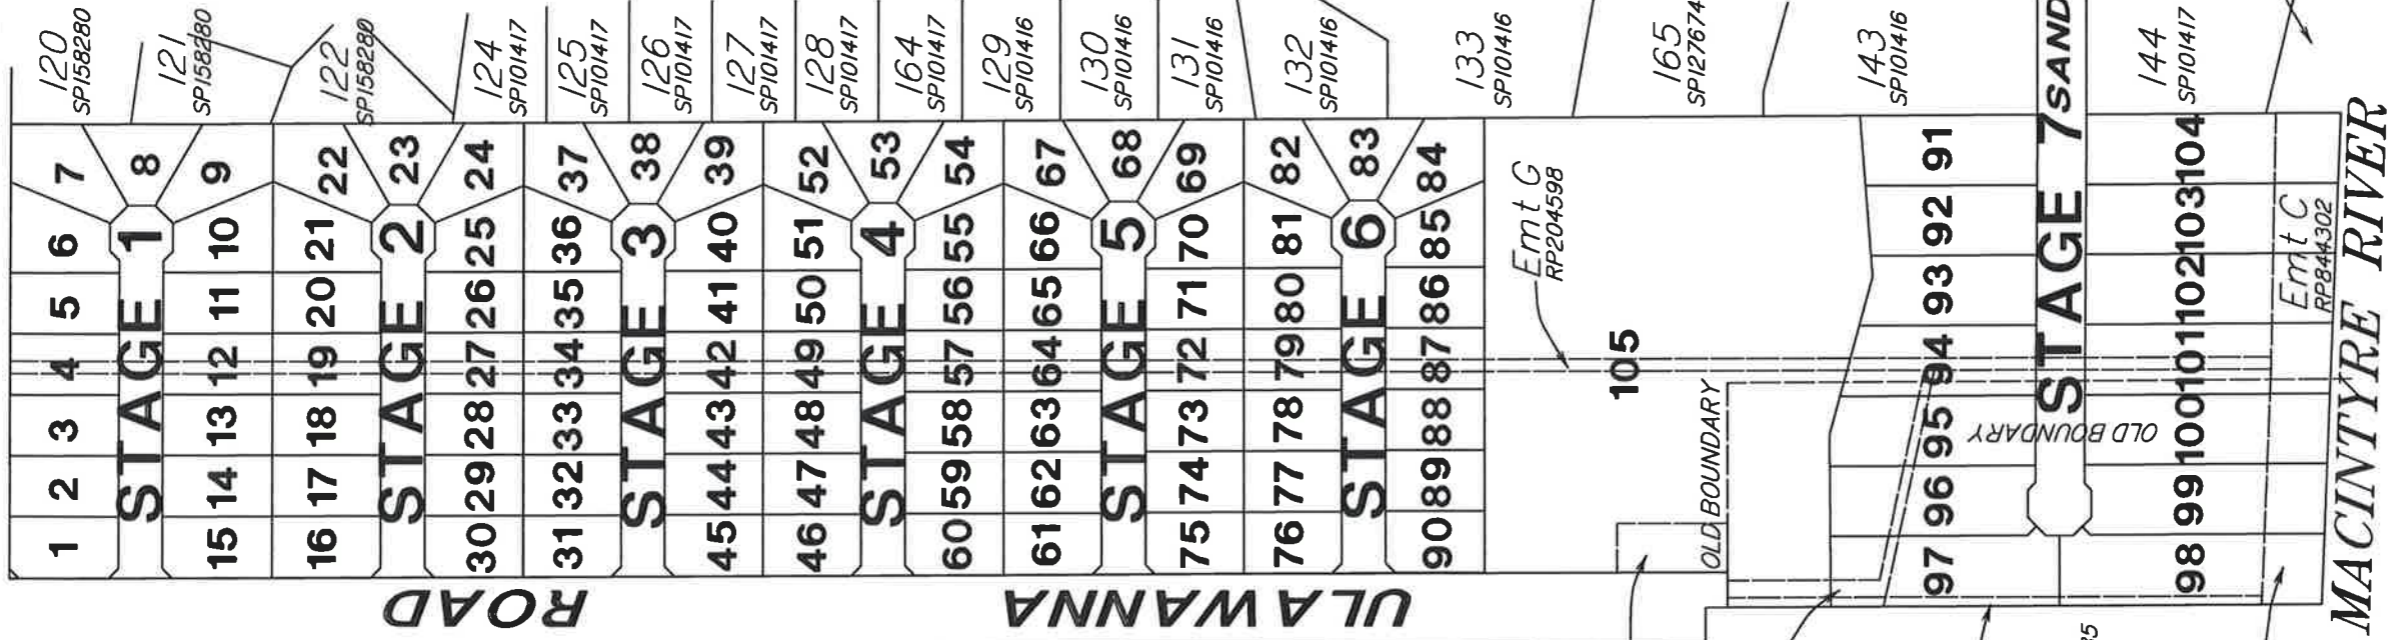 120
SP158280
121
SP158280
122
SP158280
124
SP101417
125
SP101417
126
SP101417
127
SP101417
128
SP101417
164
SP101417
129
SP101416
130
SP101416
131
SP101416
132
SP101416
133
SP101416
165
SP127674
143
SP101416
144
SP101417
STAGE 1
1 2 3 4 5 6 7
8
15 14 13 12 11 10 9
STAGE 2
16 17 18 19 20 21 22
23
30 29 28 27 26 25 24
STAGE 3
31 32 33 34 35 36 37
38
45 44 43 42 41 40 39
STAGE 4
46 47 48 49 50 51 52
53
60 59 58 57 56 55 54
STAGE 5
61 62 63 64 65 66 67
68
75 74 73 72 71 70 69
STAGE 6
76 77 78 79 80 81 82
83
90 89 88 87 86 85 84
Emt G
RP204598
105
OLD BOUNDARY
OLD BOUNDARY
97 96 95 94 93 92 91
STAGE 7
SAND
OLD BOUNDARY
98 99 100 101 102 103 104
Emt C
RP844302
MACINTYRE RIVER
ULAWANNA
ROAD